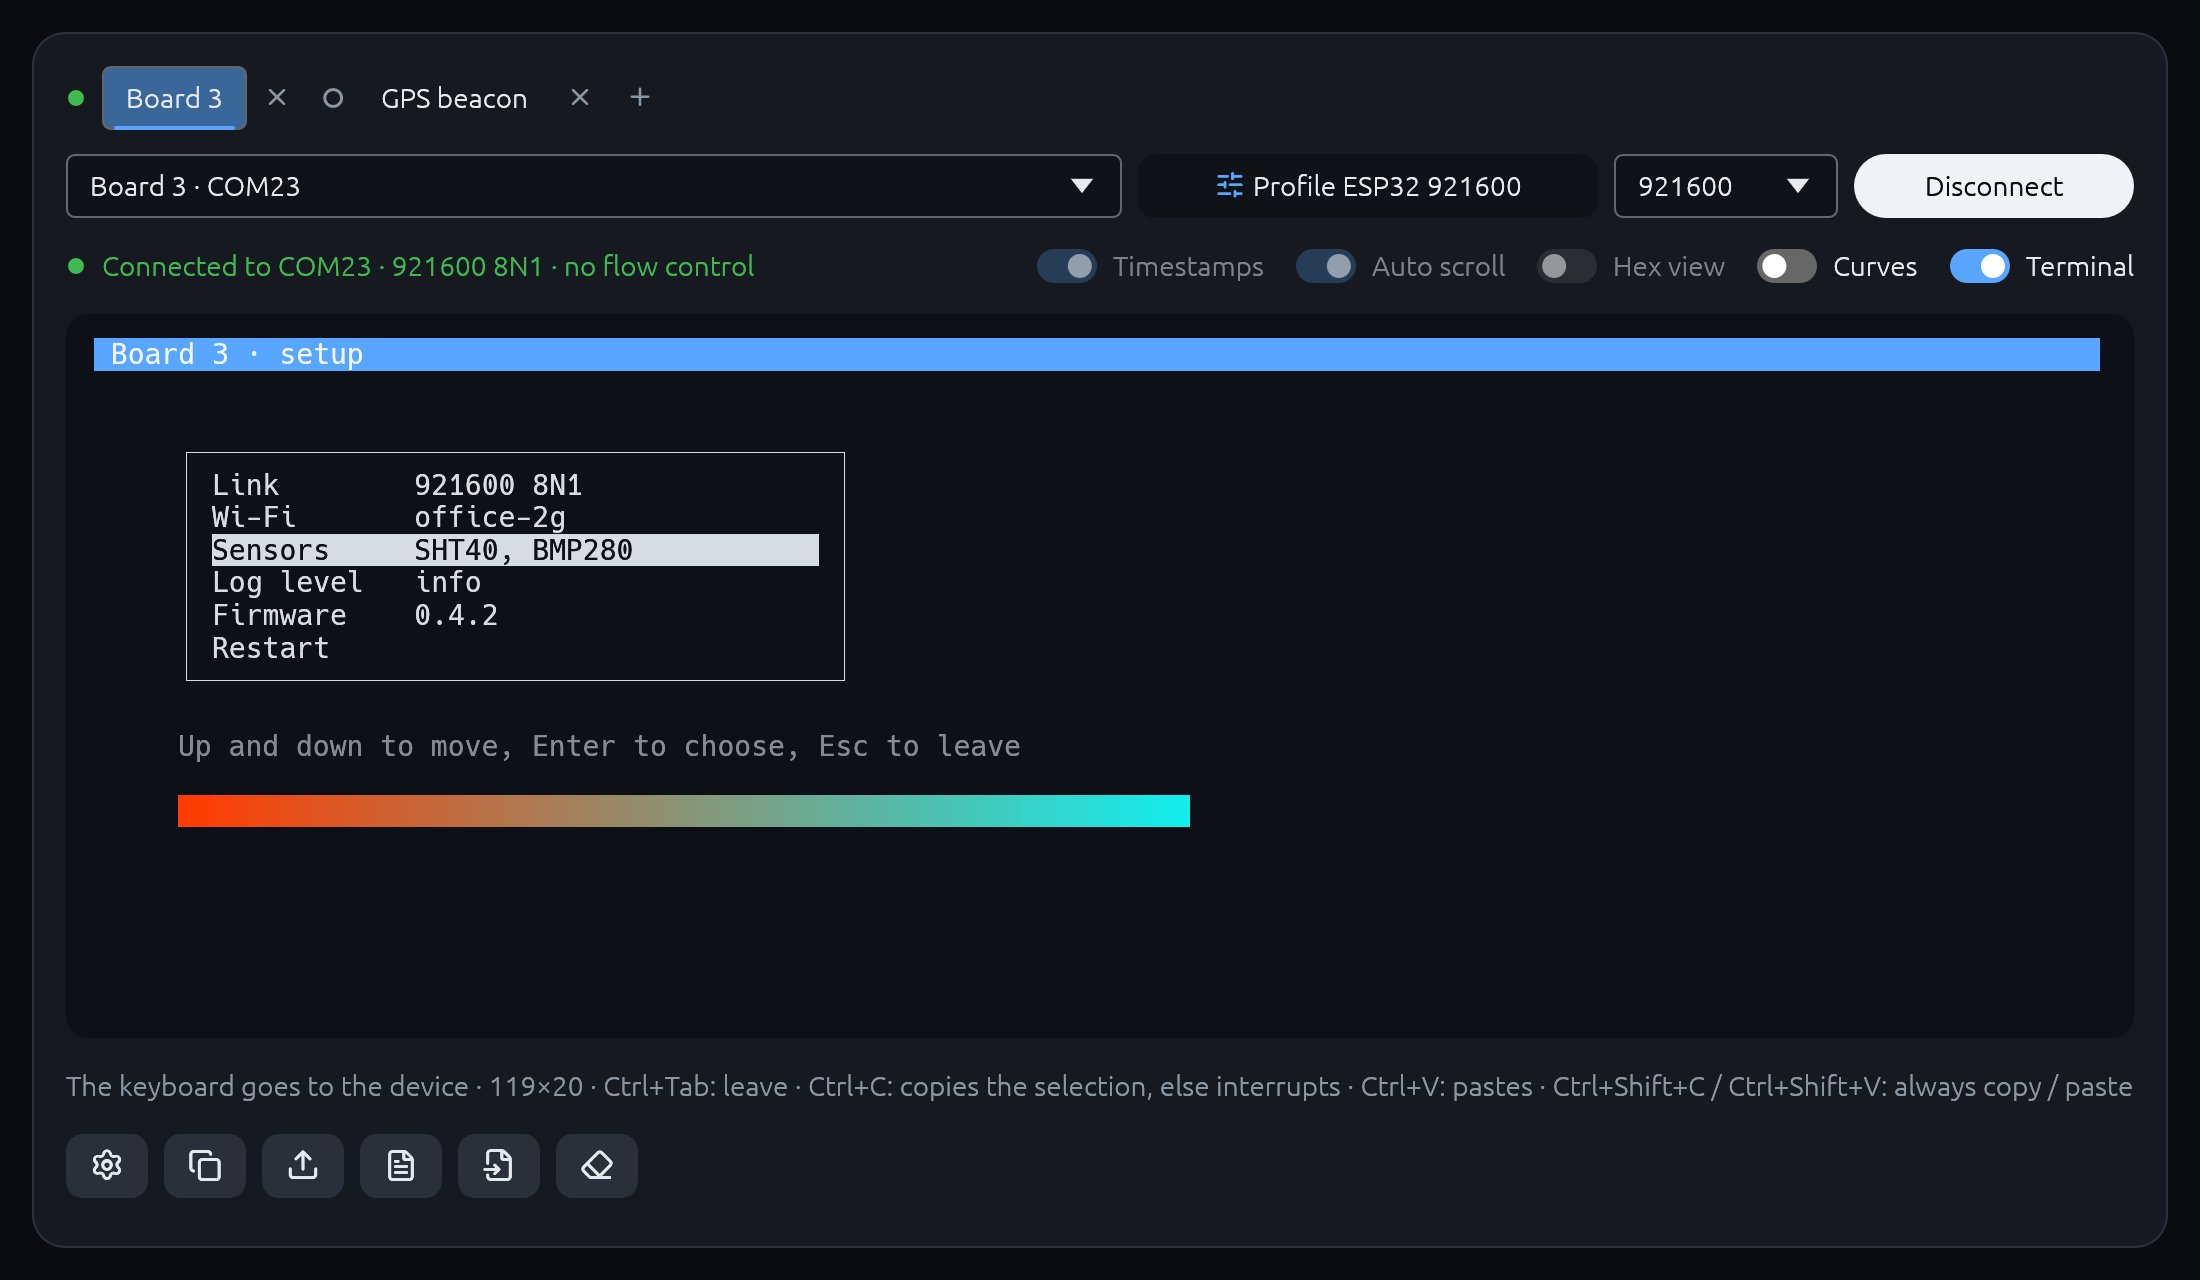 Board 3 GPS beacon
Board 3 · COM23 Profile ESP32 921600 921600 Disconnect
Connected to COM23 · 921600 8N1 · no flow control Timestamps Auto scroll Hex view Curves Terminal
Board 3 · setup
Link 921600 8N1
Wi-Fi office-2g
Sensors SHT40, BMP280
Log level info
Firmware 0.4.2
Restart
Up and down to move, Enter to choose, Esc to leave
The keyboard goes to the device · 119×20 · Ctrl+Tab: leave · Ctrl+C: copies the selection, else interrupts · Ctrl+V: pastes · Ctrl+Shift+C / Ctrl+Shift+V: always copy / paste